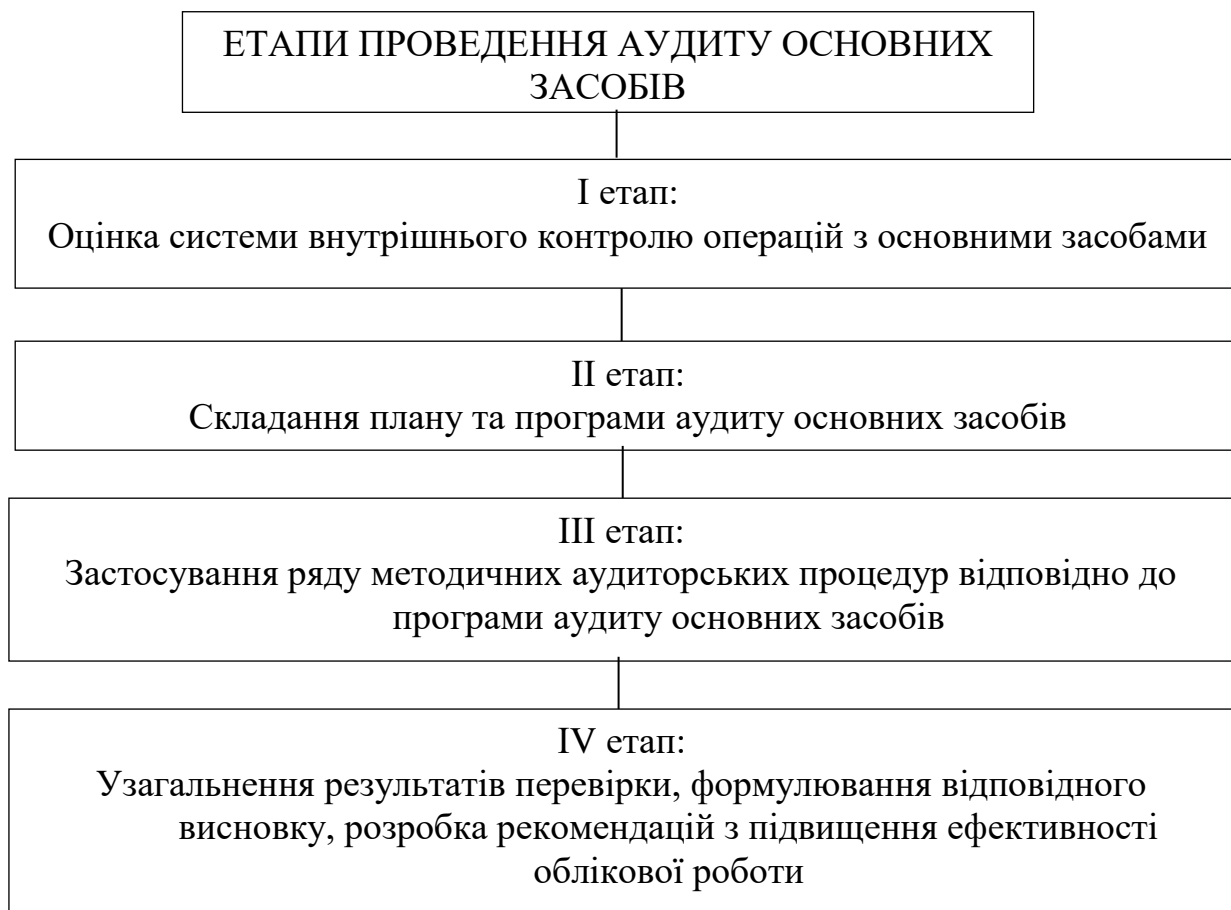 ЕТАПИ ПРОВЕДЕННЯ АУДИТУ ОСНОВНИХ
ЗАСОБІВ
I етап:
Оцінка системи внутрішнього контролю операцій з основними засобами
II етап:
Складання плану та програми аудиту основних засобів
III етап:
Застосування ряду методичних аудиторських процедур відповідно до
програми аудиту основних засобів
IV етап:
Узагальнення результатів перевірки, формулювання відповідного
висновку, розробка рекомендацій з підвищення ефективності
облікової роботи